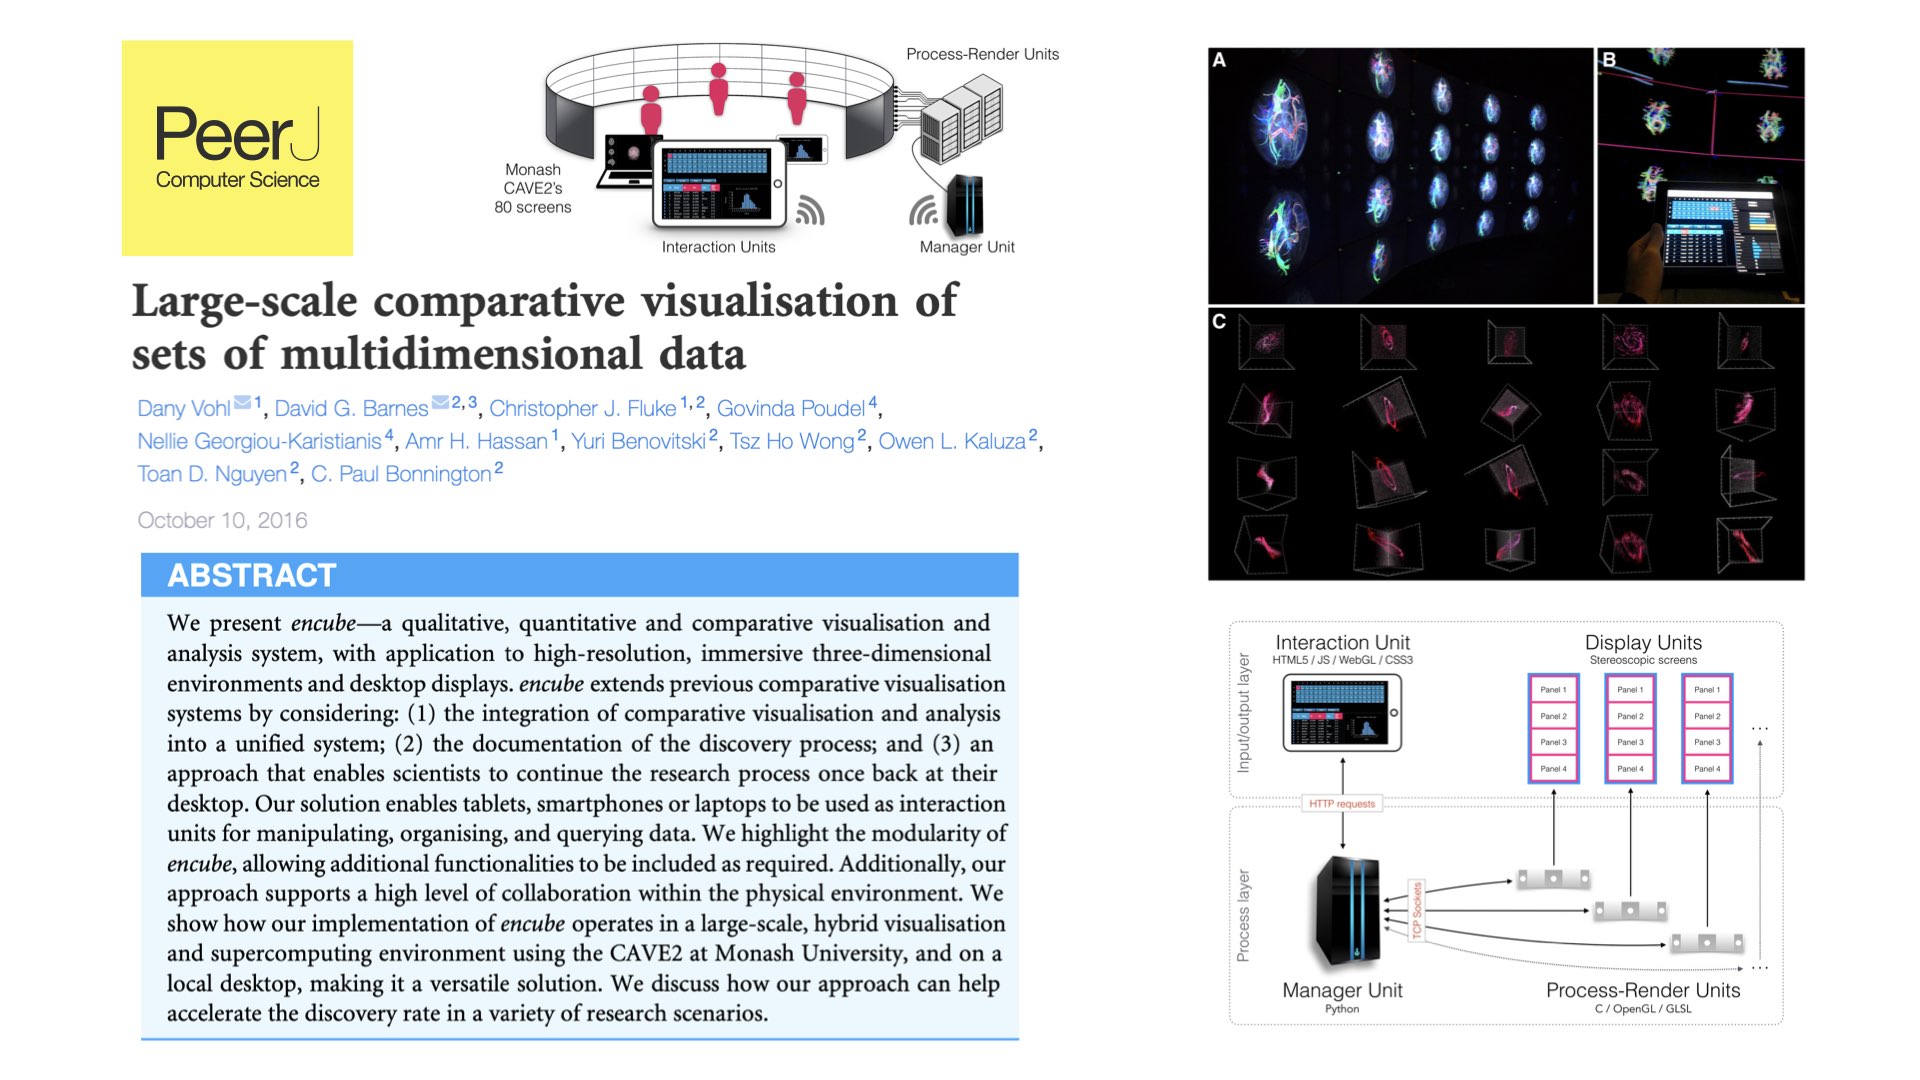 PeerJ
Computer Science
Process-Render Units
Monash
CAVE2's
80 screens
Interaction Units
Manager Unit
Large-scale comparative visualisation of
sets of multidimensional data
Dany Vohl 1, David G. Barnes 2,3, Christopher J. Fluke 1,2, Govinda Poudel 4,
Nellie Georgiou-Karistianis 4, Amr H. Hassan 1, Yuri Benovitski 2, Tsz Ho Wong 2, Owen L. Kaluza 2,
Toan D. Nguyen 2, C. Paul Bonnington 2
October 10, 2016
ABSTRACT
We present encube—a qualitative, quantitative and comparative visualisation and
analysis system, with application to high-resolution, immersive three-dimensional
environments and desktop displays. encube extends previous comparative visualisation
systems by considering: (1) the integration of comparative visualisation and analysis
into a unified system; (2) the documentation of the discovery process; and (3) an
approach that enables scientists to continue the research process once back at their
desktop. Our solution enables tablets, smartphones or laptops to be used as interaction
units for manipulating, organising, and querying data. We highlight the modularity of
encube, allowing additional functionalities to be included as required. Additionally, our
approach supports a high level of collaboration within the physical environment. We
show how our implementation of encube operates in a large-scale, hybrid visualisation
and supercomputing environment using the CAVE2 at Monash University, and on a
local desktop, making it a versatile solution. We discuss how our approach can help
accelerate the discovery rate in a variety of research scenarios.
A
B
C
Input/output layer
Interaction Unit
HTML5 / JS / WebGL / CSS3
Display Units
Stereoscopic screens
Panel 1
Panel 2
Panel 3
Panel 4
Panel 1
Panel 2
Panel 3
Panel 4
Panel 1
Panel 2
Panel 3
Panel 4
...
HTTP requests
Process layer
TCP Sockets
...
Manager Unit
Python
Process-Render Units
C / OpenGL / GLSL